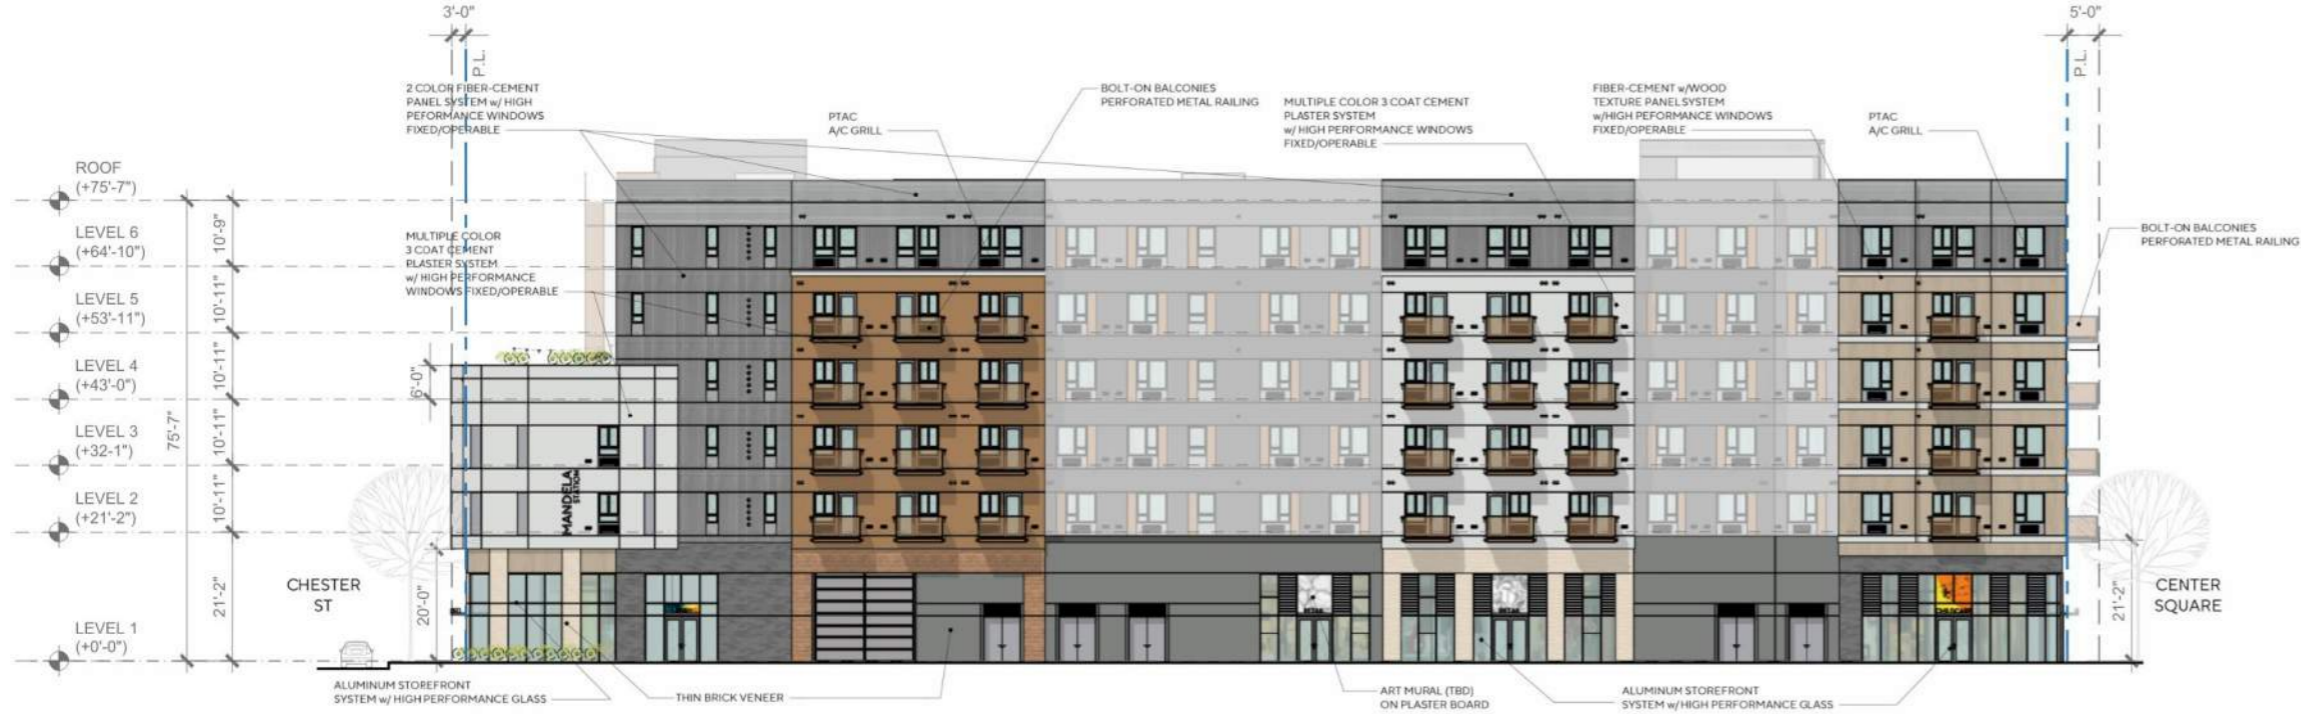 3'-0"
5'-0"
P.L.
P.L.
2 COLOR FIBER-CEMENT
PANEL SYSTEM w/ HIGH
PEFORMANCE WINDOWS
FIXED/OPERABLE
PTAC
A/C GRILL
BOLT-ON BALCONIES
PERFORATED METAL RAILING
MULTIPLE COLOR 3 COAT CEMENT
PLASTER SYSTEM
w/ HIGH PERFORMANCE WINDOWS
FIXED/OPERABLE
FIBER-CEMENT w/WOOD
TEXTURE PANEL SYSTEM
w/HIGH PEFORMANCE WINDOWS
FIXED/OPERABLE
PTAC
A/C GRILL
BOLT-ON BALCONIES
PERFORATED METAL RAILING
ROOF
(+75'-7")
LEVEL 6
(+64'-10")
LEVEL 5
(+53'-11")
LEVEL 4
(+43'-0")
LEVEL 3
(+32'-1")
LEVEL 2
(+21'-2")
LEVEL 1
(+0'-0")
75'-7"
10'-9"
10'-11"
10'-11"
10'-11"
10'-11"
21'-2"
MULTIPLE COLOR
3 COAT CEMENT
PLASTER SYSTEM
w/ HIGH PERFORMANCE
WINDOWS FIXED/OPERABLE
6'-0"
20'-0"
MANDELA
STATION
CHESTER
ST
RETAIL
RETAIL
CHILDCARE
21'-2"
CENTER
SQUARE
ALUMINUM STOREFRONT
SYSTEM w/ HIGH PERFORMANCE GLASS
THIN BRICK VENEER
ART MURAL (TBD)
ON PLASTER BOARD
ALUMINUM STOREFRONT
SYSTEM w/ HIGH PERFORMANCE GLASS